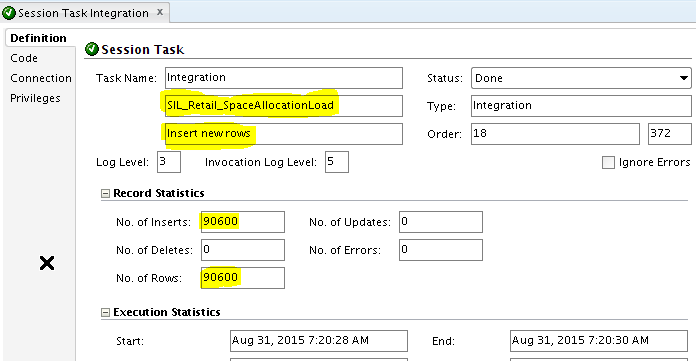 Session Task Integration x
Definition
Code
Connection
Privileges
Session Task
Task Name: Integration Status: Done
SIL_Retail_SpaceAllocationLoad Type: Integration
Insert new rows Order: 18 372
Log Level: 3 Invocation Log Level: 5 Ignore Errors
Record Statistics
No. of Inserts: 90600 No. of Updates: 0
No. of Deletes: 0 No. of Errors: 0
No. of Rows: 90600
Execution Statistics
Start: Aug 31, 2015 7:20:28 AM End: Aug 31, 2015 7:20:30 AM